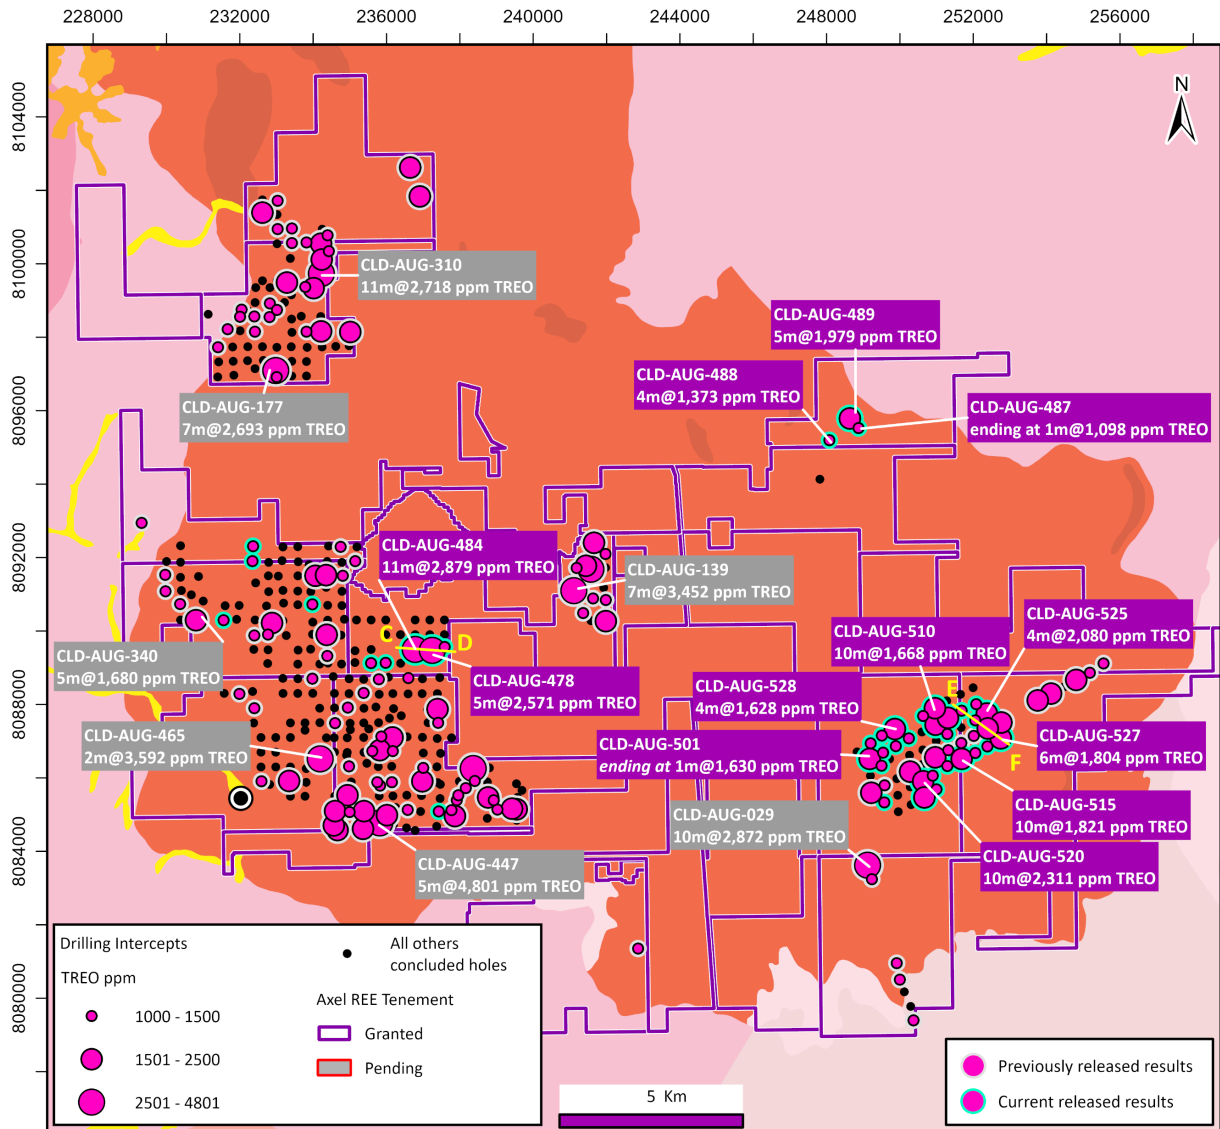 228000 232000 236000 240000 244000 248000 252000 256000
8104000
8100000
8096000
8092000
8088000
8084000
8080000
N
CLD-AUG-310
11m@2,718 ppm TREO
CLD-AUG-489
5m@1,979 ppm TREO
CLD-AUG-488
4m@1,373 ppm TREO
CLD-AUG-487
ending at 1m@1,098 ppm TREO
CLD-AUG-177
7m@2,693 ppm TREO
CLD-AUG-484
11m@2,879 ppm TREO
CLD-AUG-139
7m@3,452 ppm TREO
CLD-AUG-525
4m@2,080 ppm TREO
CLD-AUG-510
10m@1,668 ppm TREO
C
D
CLD-AUG-340
5m@1,680 ppm TREO
CLD-AUG-478
5m@2,571 ppm TREO
CLD-AUG-528
4m@1,628 ppm TREO
E
F
CLD-AUG-465
2m@3,592 ppm TREO
CLD-AUG-501
ending at 1m@1,630 ppm TREO
CLD-AUG-527
6m@1,804 ppm TREO
CLD-AUG-029
10m@2,872 ppm TREO
CLD-AUG-515
10m@1,821 ppm TREO
CLD-AUG-447
5m@4,801 ppm TREO
CLD-AUG-520
10m@2,311 ppm TREO
Drilling Intercepts
TREO ppm
1000 - 1500
1501 - 2500
2501 - 4801
All others
concluded holes
Axel REE Tenement
Granted
Pending
5 Km
Previously released results
Current released results